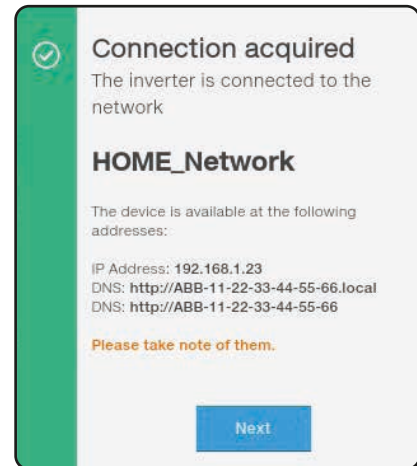 Connection acquired
The inverter is connected to the
network
HOME_Network
The device is available at the following
addresses:
IP Address: 192.168.1.23
DNS: http://ABB-11-22-33-44-55-66.local
DNS: http://ABB-11-22-33-44-55-66
Please take note of them.
Next